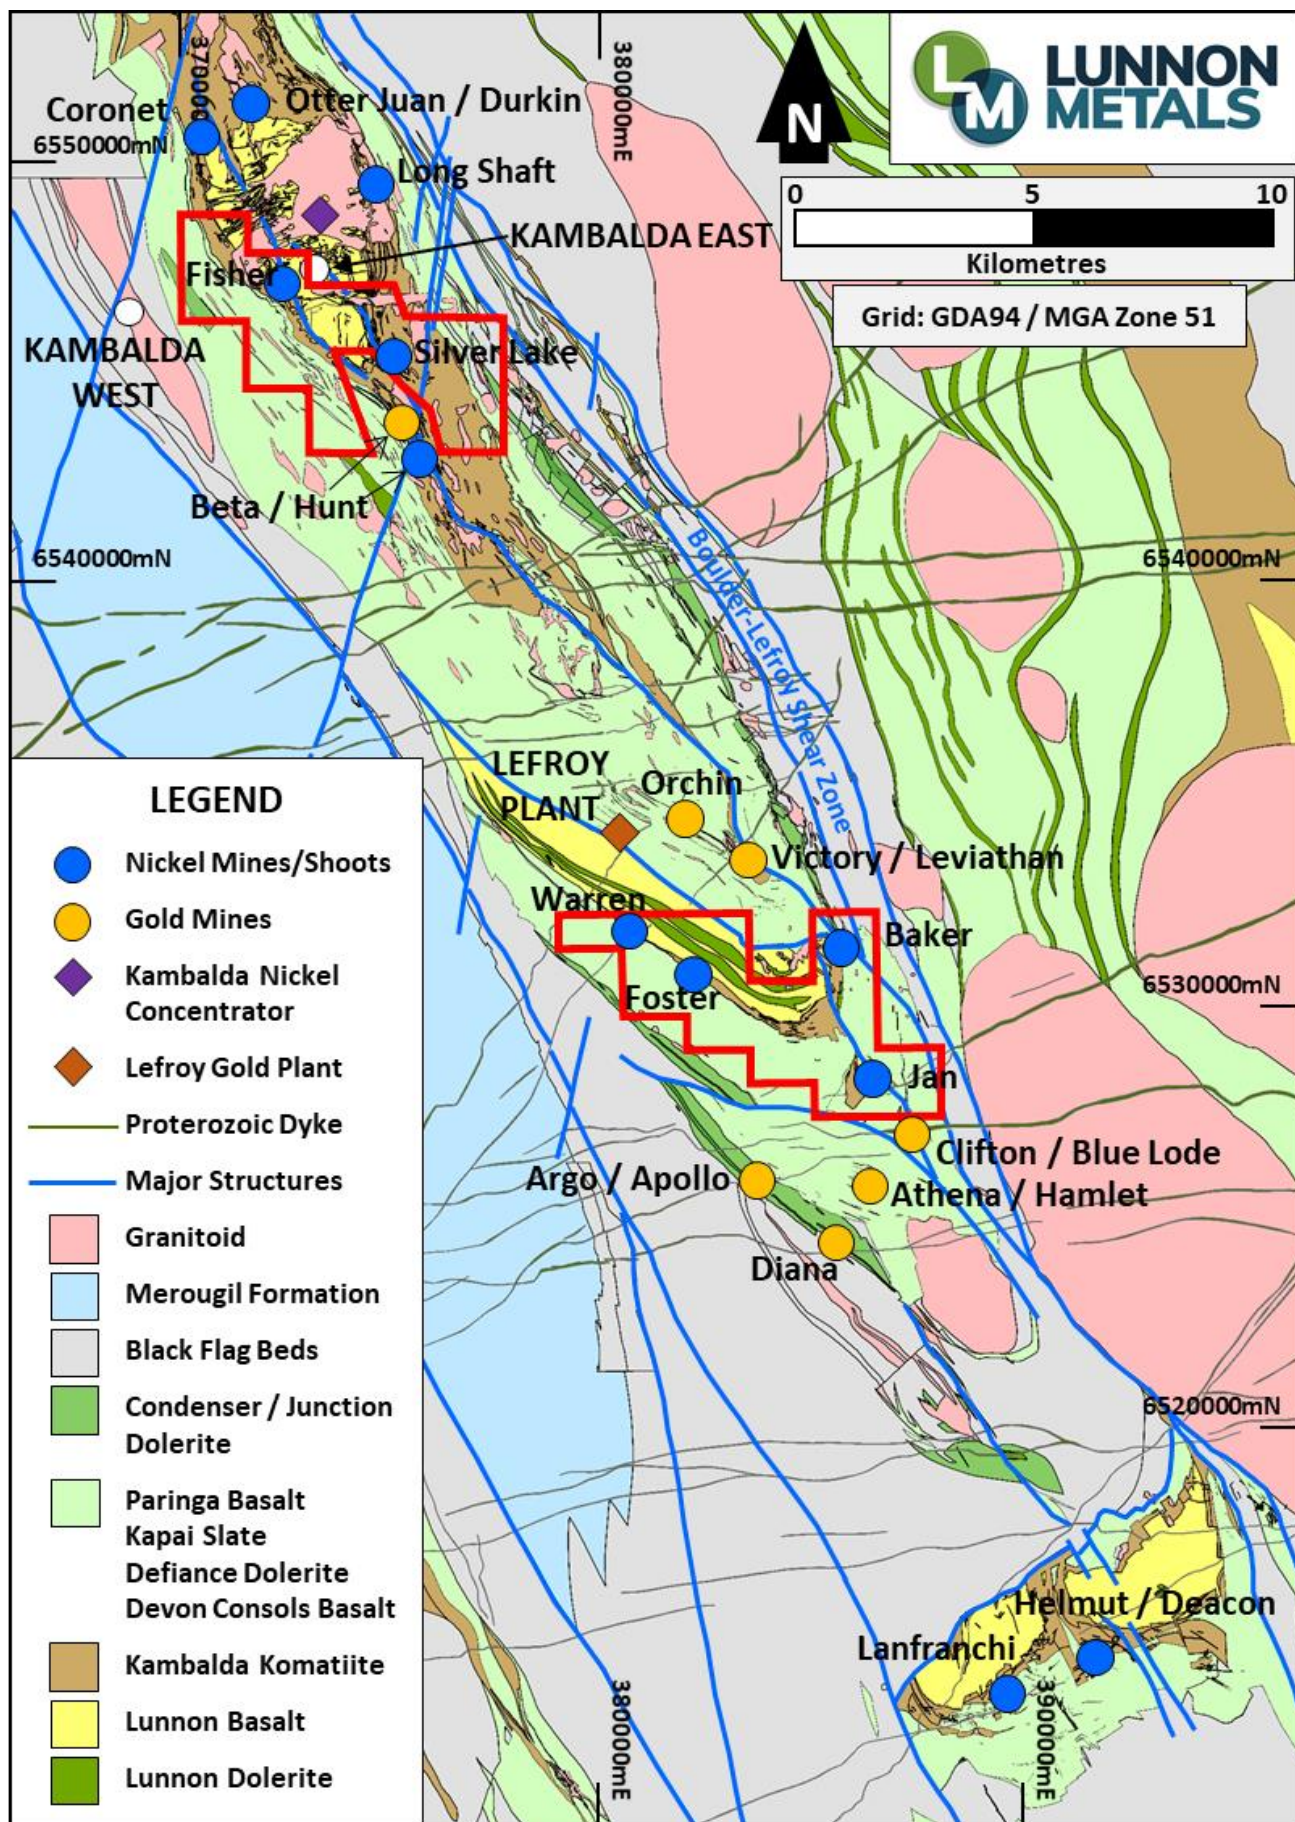 370000
380000mE
LM
LUNNON
METALS
N
Coronet
Otter Juan / Durkin
6550000mN
Long Shaft
0 5 10
Kilometres
KAMBALDA EAST
Fisher
Grid: GDA94 / MGA Zone 51
KAMBALDA
WEST
Silver Lake
Beta / Hunt
6540000mN
6540000mN
Boulder-Lefroy Shear Zone
LEFROY
PLANT
Orchin
Victory / Leviathan
Warren
Baker
Foster
6530000mN
Jan
Clifton / Blue Lode
Argo / Apollo
Athena / Hamlet
Diana
6520000mN
Helmut / Deacon
Lanfranchi
380000mE
390000mE
LEGEND
Nickel Mines/Shoots
Gold Mines
Kambalda Nickel
Concentrator
Lefroy Gold Plant
Proterozoic Dyke
Major Structures
Granitoid
Merougil Formation
Black Flag Beds
Condenser / Junction
Dolerite
Paringa Basalt
Kapai Slate
Defiance Dolerite
Devon Consols Basalt
Kambalda Komatiite
Lunnon Basalt
Lunnon Dolerite